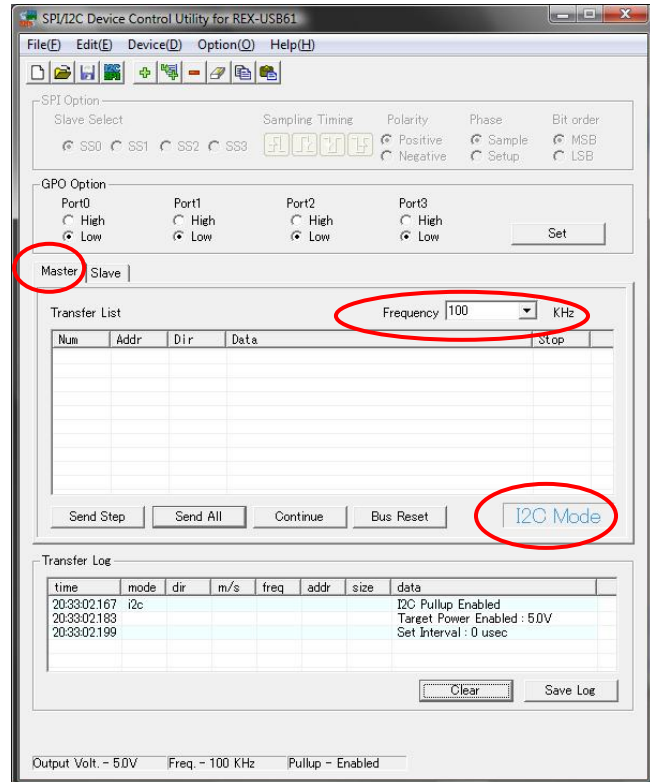 SPI/I2C Device Control Utility for REX-USB61
File(F) Edit(E) Device(D) Option(O) Help(H)
SPI Option
Slave Select Sampling Timing Polarity Phase Bit order
SS0 SS1 SS2 SS3 Positive Sample MSB
Negative Setup LSB
GPO Option
Port0 Port1 Port2 Port3
High High High High
Low Low Low Low Set
Master Slave
Transfer List Frequency 100 KHz
Num Addr Dir Data Stop
Send Step Send All Continue Bus Reset I2C Mode
Transfer Log
time mode dir m/s freq addr size data
20:33:02.167 i2c I2C Pullup Enabled
20:33:02.183 Target Power Enabled : 5.0V
20:33:02.199 Set Interval : 0 usec
Clear Save Log
Output Volt. - 5.0V Freq. - 100 KHz Pullup - Enabled